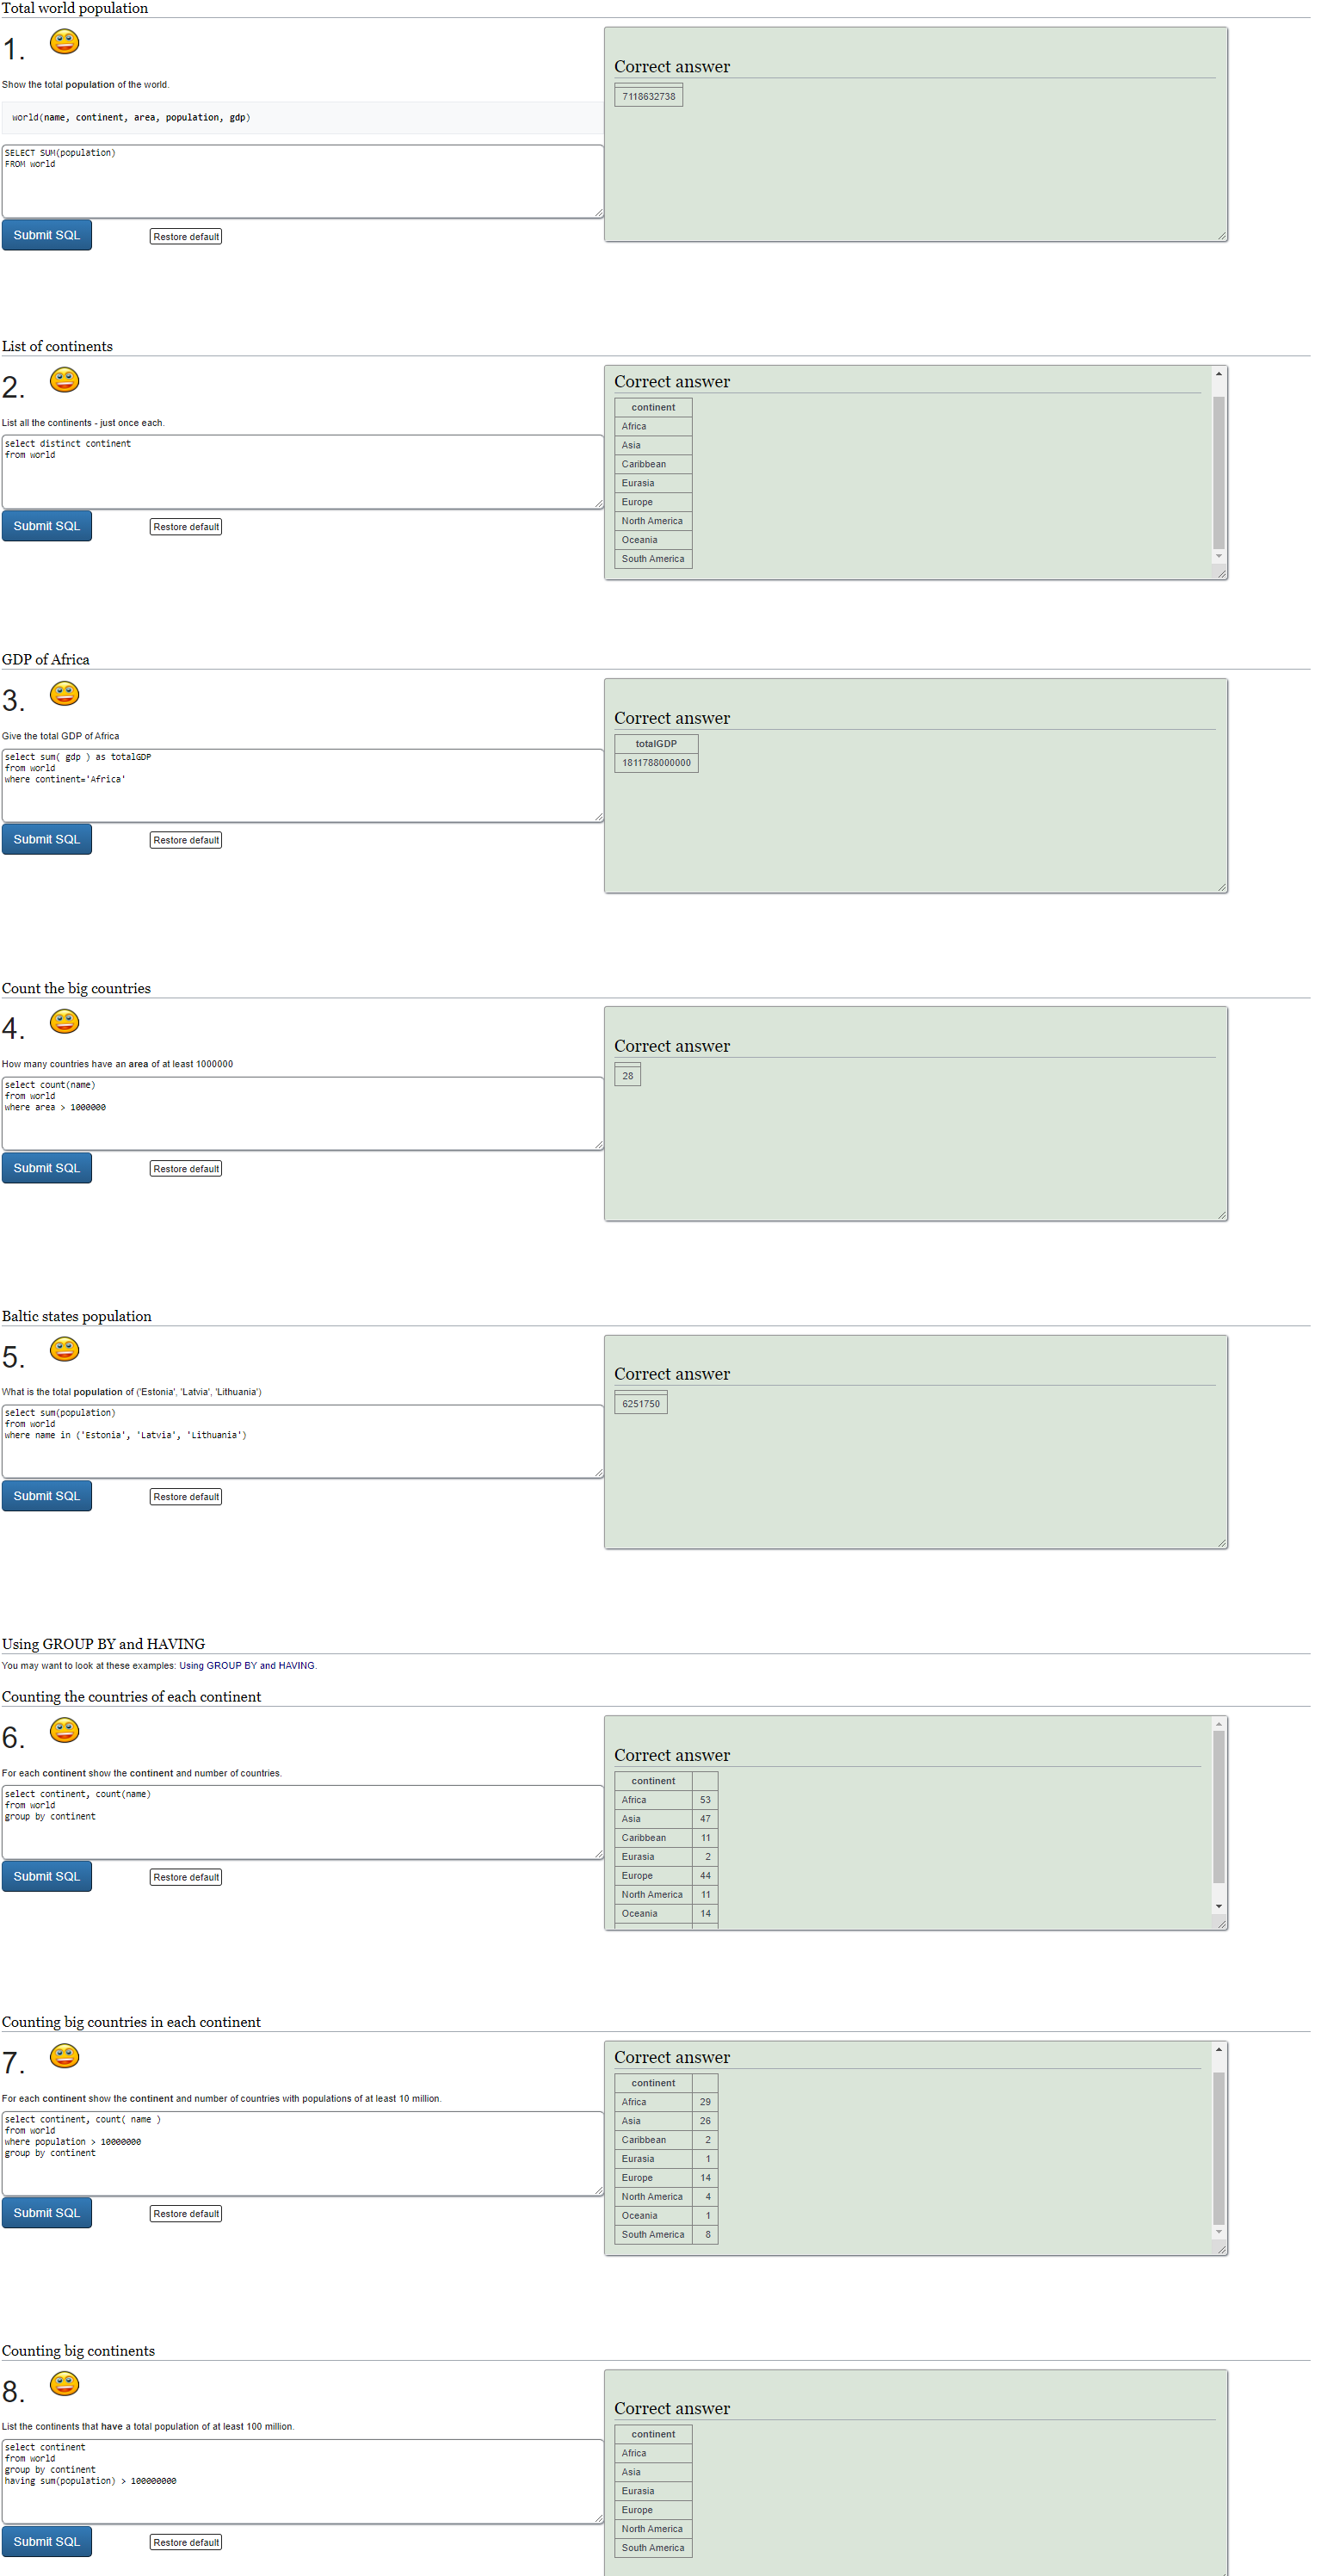 Total world population
1.
Show the total population of the world.
world(name, continent, area, population, gdp)
SELECT SUM(population)
FROM world
Submit SQL
Restore default
Correct answer
7118632738
List of continents
2.
List all the continents - just once each.
select distinct continent
from world
Submit SQL
Restore default
Correct answer
continent
Africa
Asia
Caribbean
Eurasia
Europe
North America
Oceania
South America
GDP of Africa
3.
Give the total GDP of Africa
select sum( gdp ) as totalGDP
from world
where continent='Africa'
Submit SQL
Restore default
Correct answer
totalGDP
1811788000000
Count the big countries
4.
How many countries have an area of at least 1000000
select count(name)
from world
where area > 1000000
Submit SQL
Restore default
Correct answer
28
Baltic states population
5.
What is the total population of ('Estonia', 'Latvia', 'Lithuania')
select sum(population)
from world
where name in ('Estonia', 'Latvia', 'Lithuania')
Submit SQL
Restore default
Correct answer
6251750
Using GROUP BY and HAVING
You may want to look at these examples: Using GROUP BY and HAVING.
Counting the countries of each continent
6.
For each continent show the continent and number of countries.
select continent, count(name)
from world
group by continent
Submit SQL
Restore default
Correct answer
continent
Africa 53
Asia 47
Caribbean 11
Eurasia 2
Europe 44
North America 11
Oceania 14
Counting big countries in each continent
7.
For each continent show the continent and number of countries with populations of at least 10 million.
select continent, count( name )
from world
where population > 10000000
group by continent
Submit SQL
Restore default
Correct answer
continent
Africa 29
Asia 26
Caribbean 2
Eurasia 1
Europe 14
North America 4
Oceania 1
South America 8
Counting big continents
8.
List the continents that have a total population of at least 100 million.
select continent
from world
group by continent
having sum(population) > 100000000
Submit SQL
Restore default
Correct answer
continent
Africa
Asia
Eurasia
Europe
North America
South America